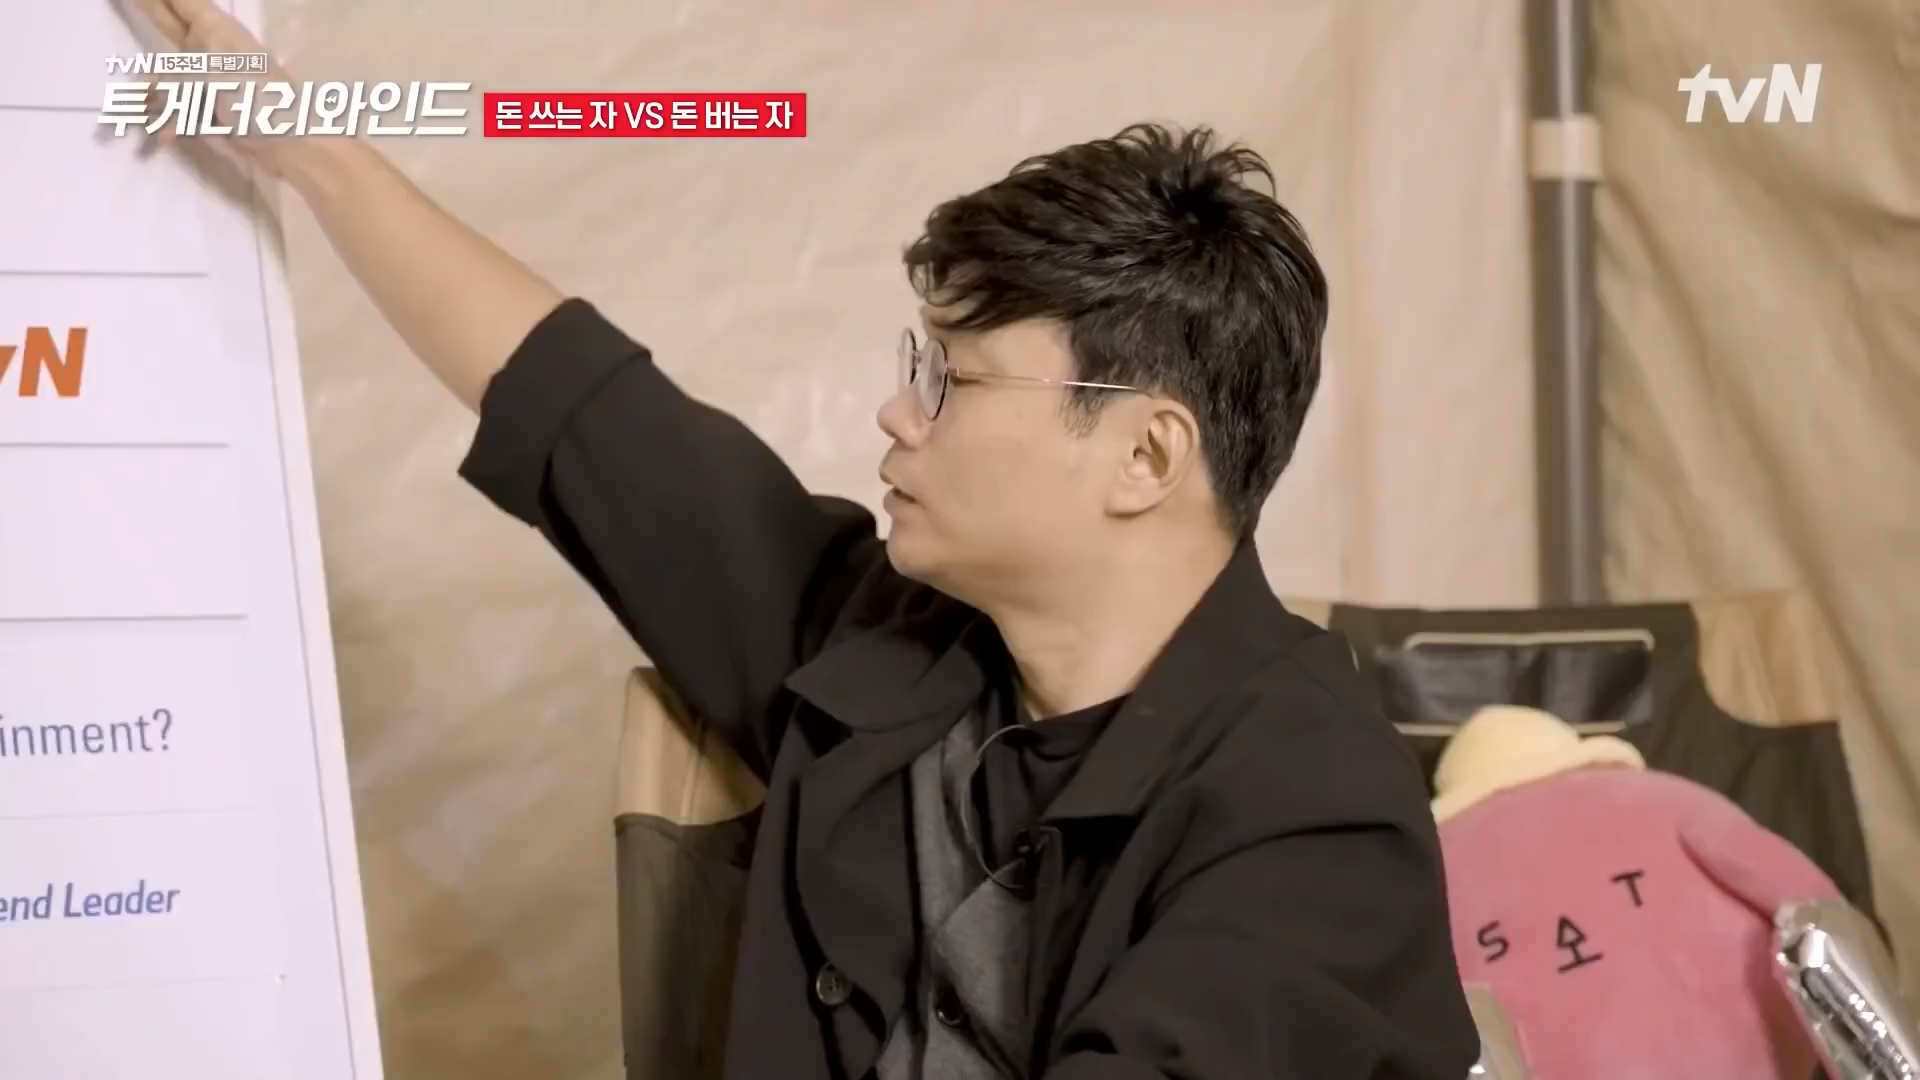 tvN 15주년 특별기획
투게더 리와인드 돈 쓰는 자 VS 돈 버는 자
tvN
vN
inment?
end Leader
S 소 T